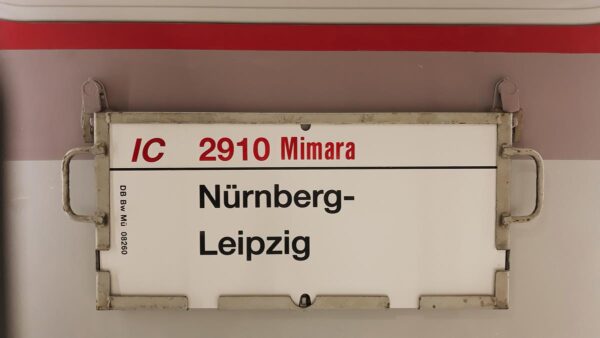 IC 2910 Mimara
Nürnberg-
Leipzig
DB Bw Mü 08260